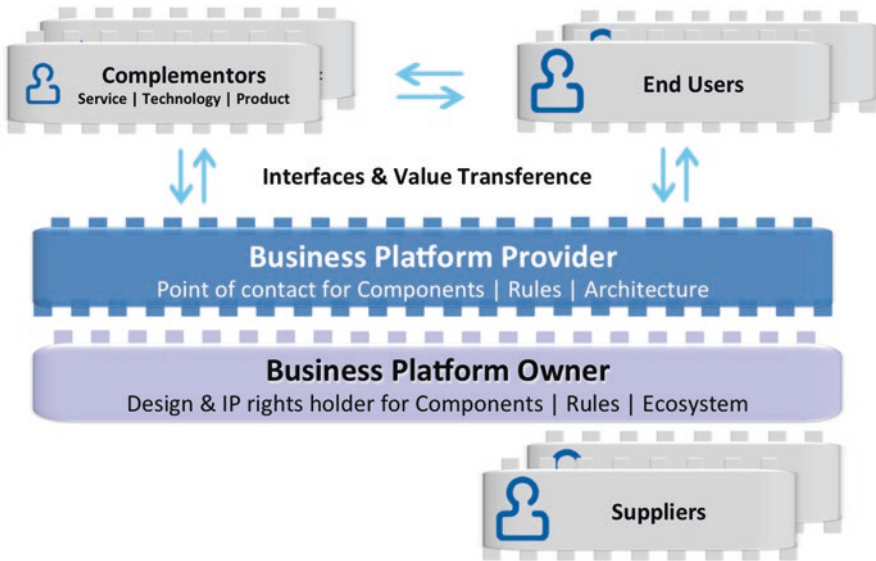 Complementors
Service | Technology | Product
End Users
Interfaces & Value Transference
Business Platform Provider
Point of contact for Components | Rules | Architecture
Business Platform Owner
Design & IP rights holder for Components | Rules | Ecosystem
Suppliers